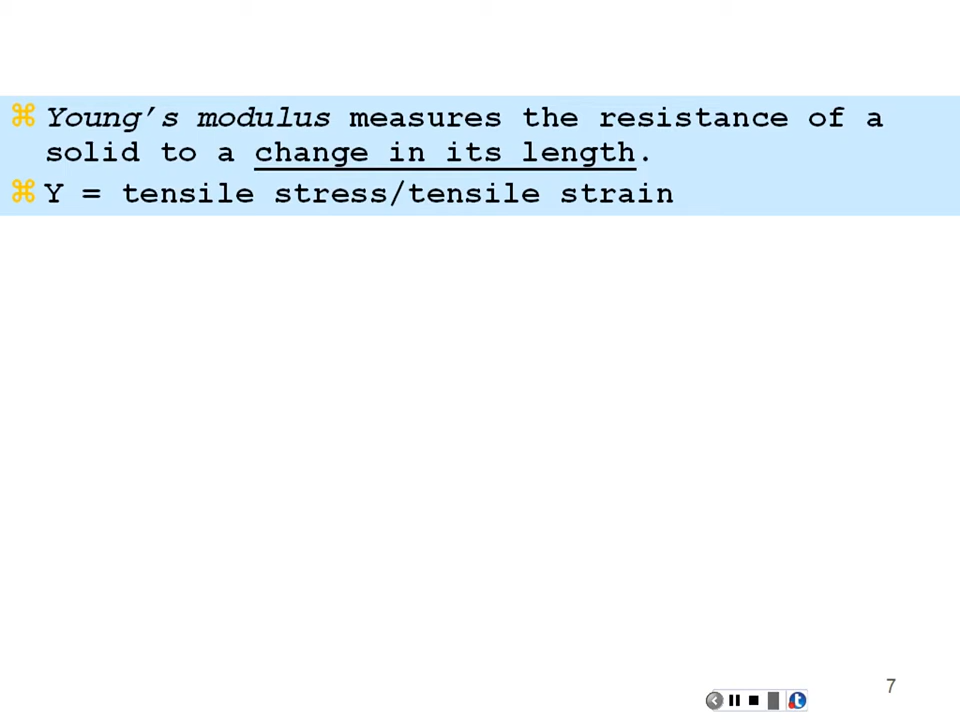 ⌘ Young’s modulus measures the resistance of a
solid to a change in its length.
⌘ Y = tensile stress/tensile strain
7